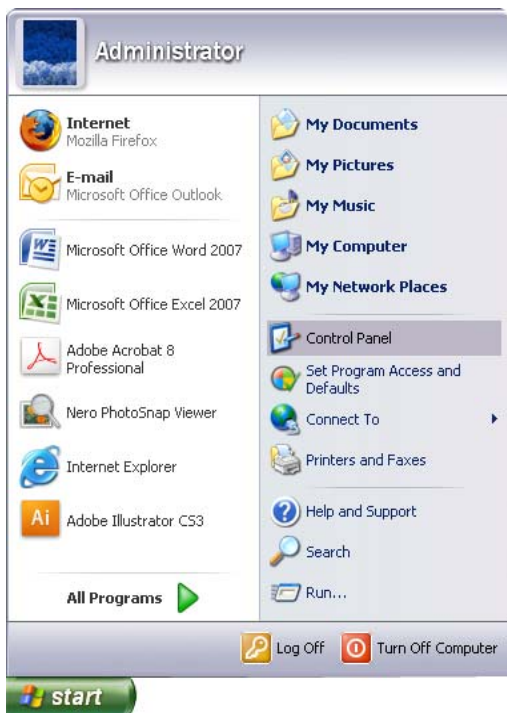 Administrator
Internet
Mozilla Firefox
E-mail
Microsoft Office Outlook
Microsoft Office Word 2007
Microsoft Office Excel 2007
Adobe Acrobat 8
Professional
Nero PhotoSnap Viewer
Internet Explorer
Ai
Adobe Illustrator CS3
All Programs
My Documents
My Pictures
My Music
My Computer
My Network Places
Control Panel
Set Program Access and
Defaults
Connect To
Printers and Faxes
Help and Support
Search
Run...
Log Off
Turn Off Computer
start